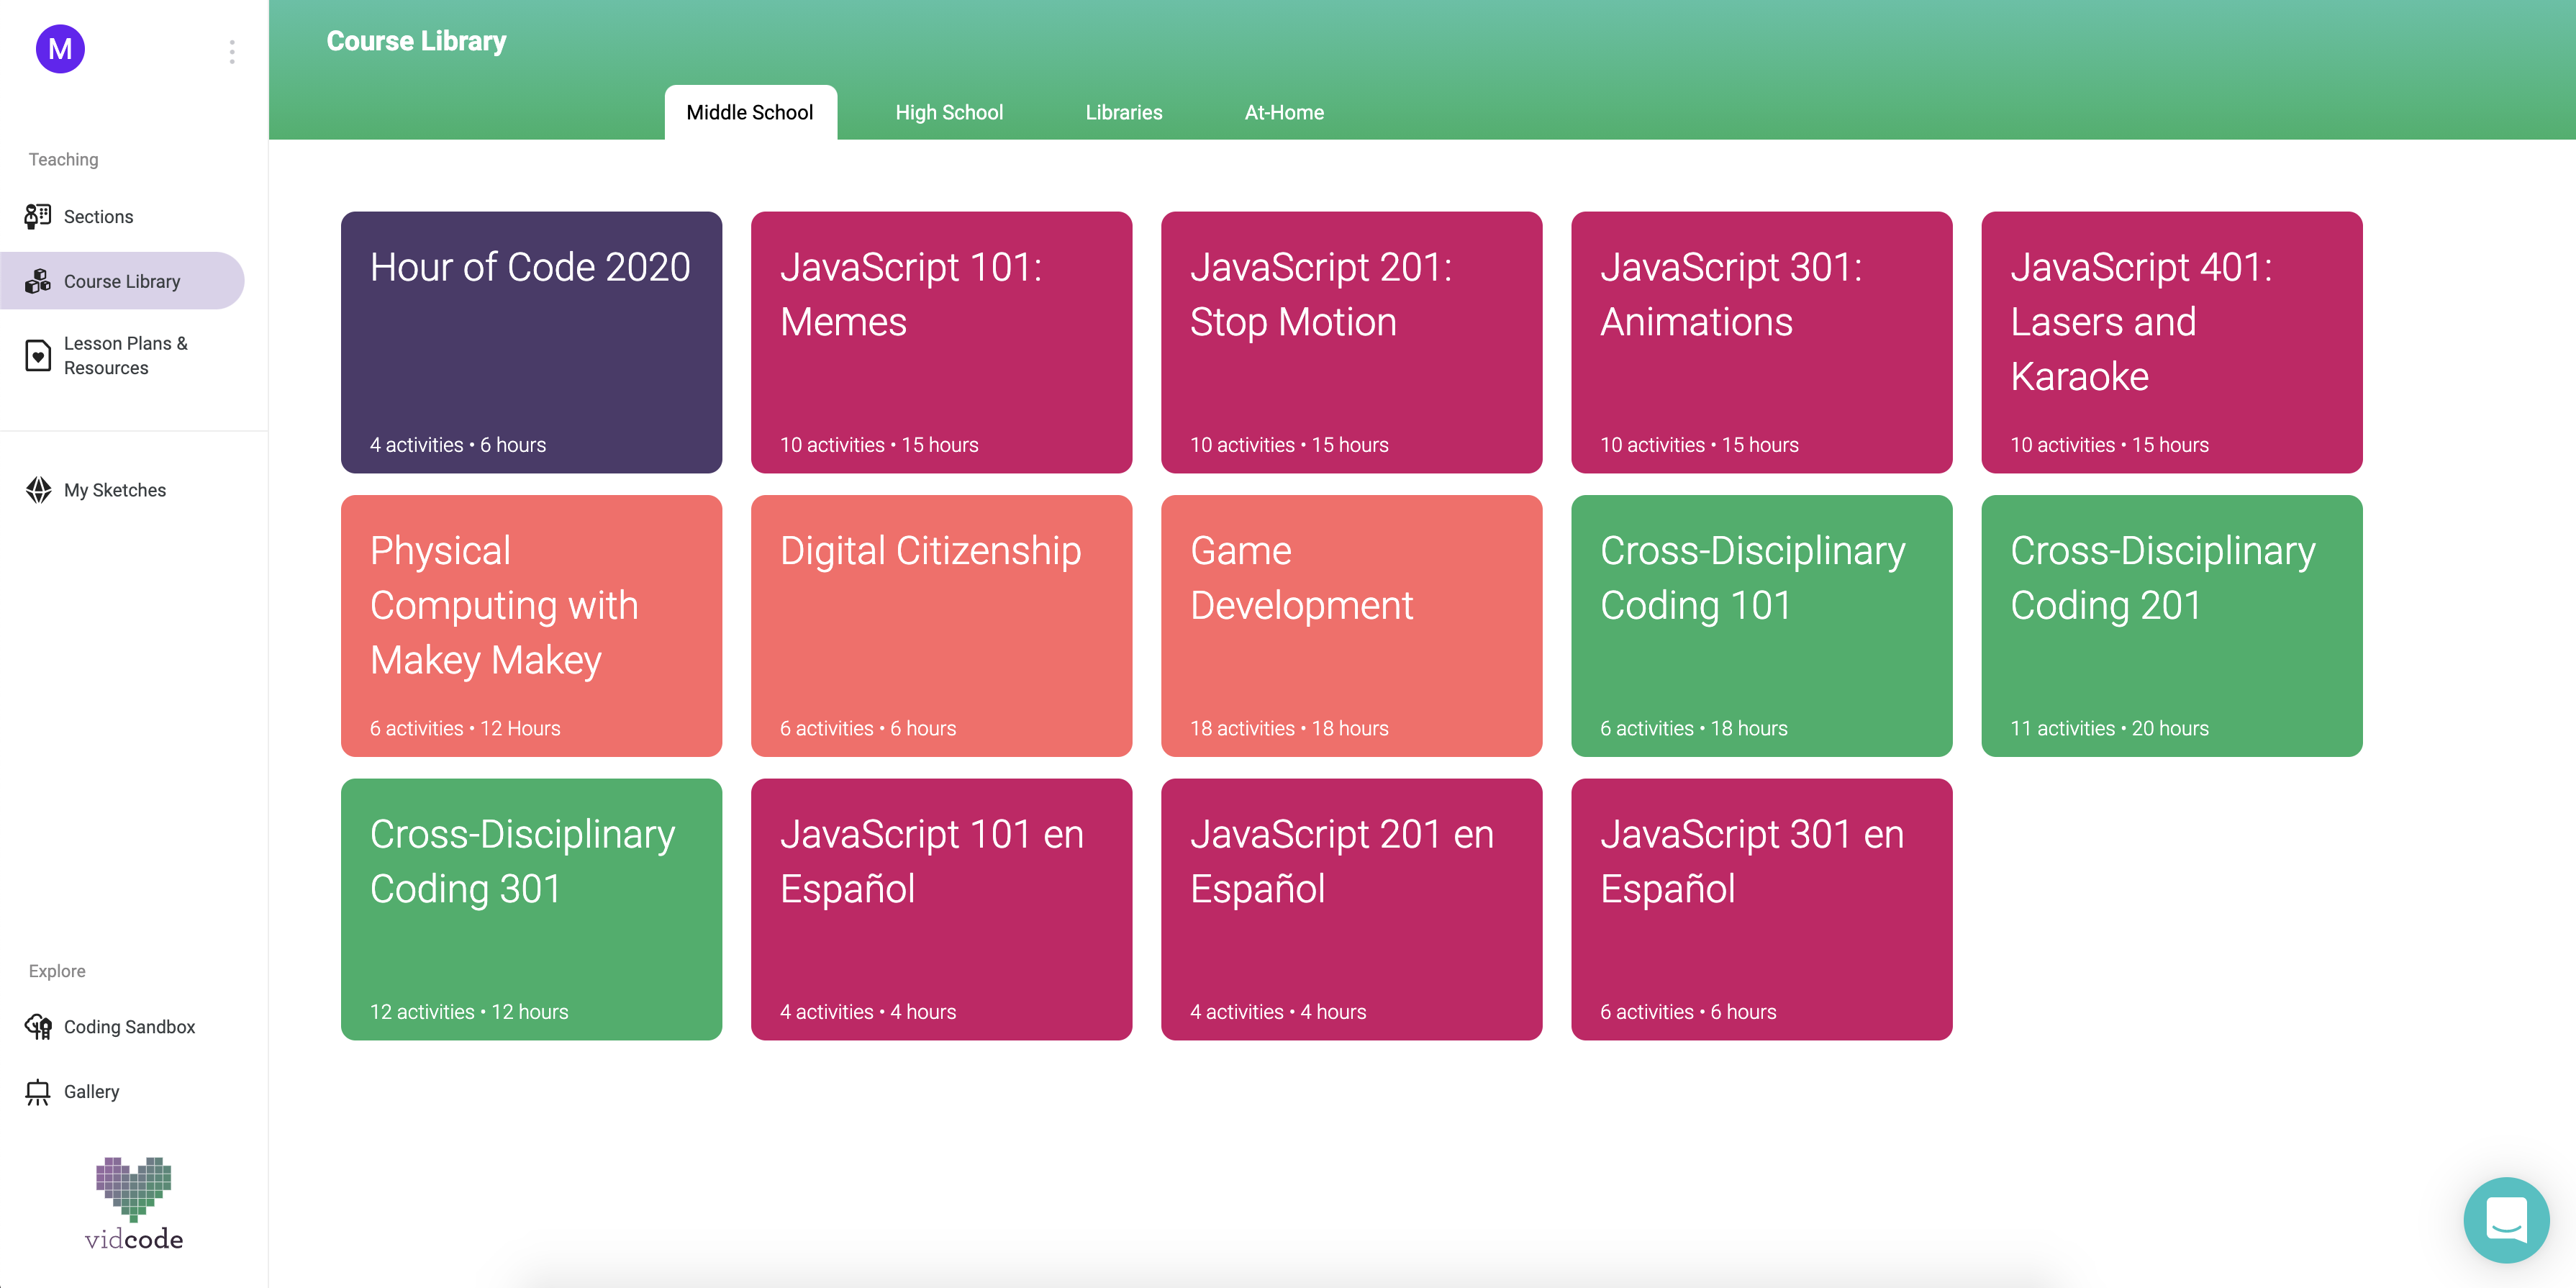 M
Course Library
Middle School
High School
Libraries
At-Home
Teaching
Sections
Course Library
Lesson Plans &
Resources
My Sketches
Explore
Coding Sandbox
Gallery
vidcode
Hour of Code 2020
4 activities • 6 hours
JavaScript 101:
Memes
10 activities • 15 hours
JavaScript 201:
Stop Motion
10 activities • 15 hours
JavaScript 301:
Animations
10 activities • 15 hours
JavaScript 401:
Lasers and
Karaoke
10 activities • 15 hours
Physical
Computing with
Makey Makey
6 activities • 12 Hours
Digital Citizenship
6 activities • 6 hours
Game
Development
18 activities • 18 hours
Cross-Disciplinary
Coding 101
6 activities • 18 hours
Cross-Disciplinary
Coding 201
11 activities • 20 hours
Cross-Disciplinary
Coding 301
12 activities • 12 hours
JavaScript 101 en
Español
4 activities • 4 hours
JavaScript 201 en
Español
4 activities • 4 hours
JavaScript 301 en
Español
6 activities • 6 hours